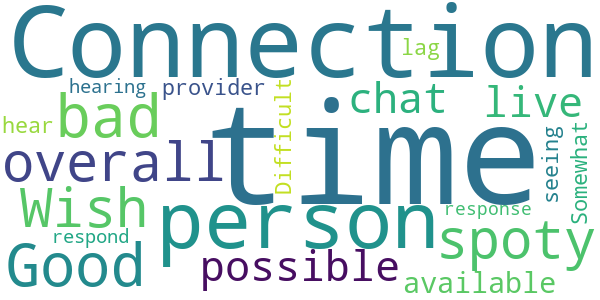 Connection
lag
hearing
provider
chat
live
hear
bad
time
Difficult
overall
seeing
Somewhat
Wish
person
response
spoty
respond
Good
possible
available